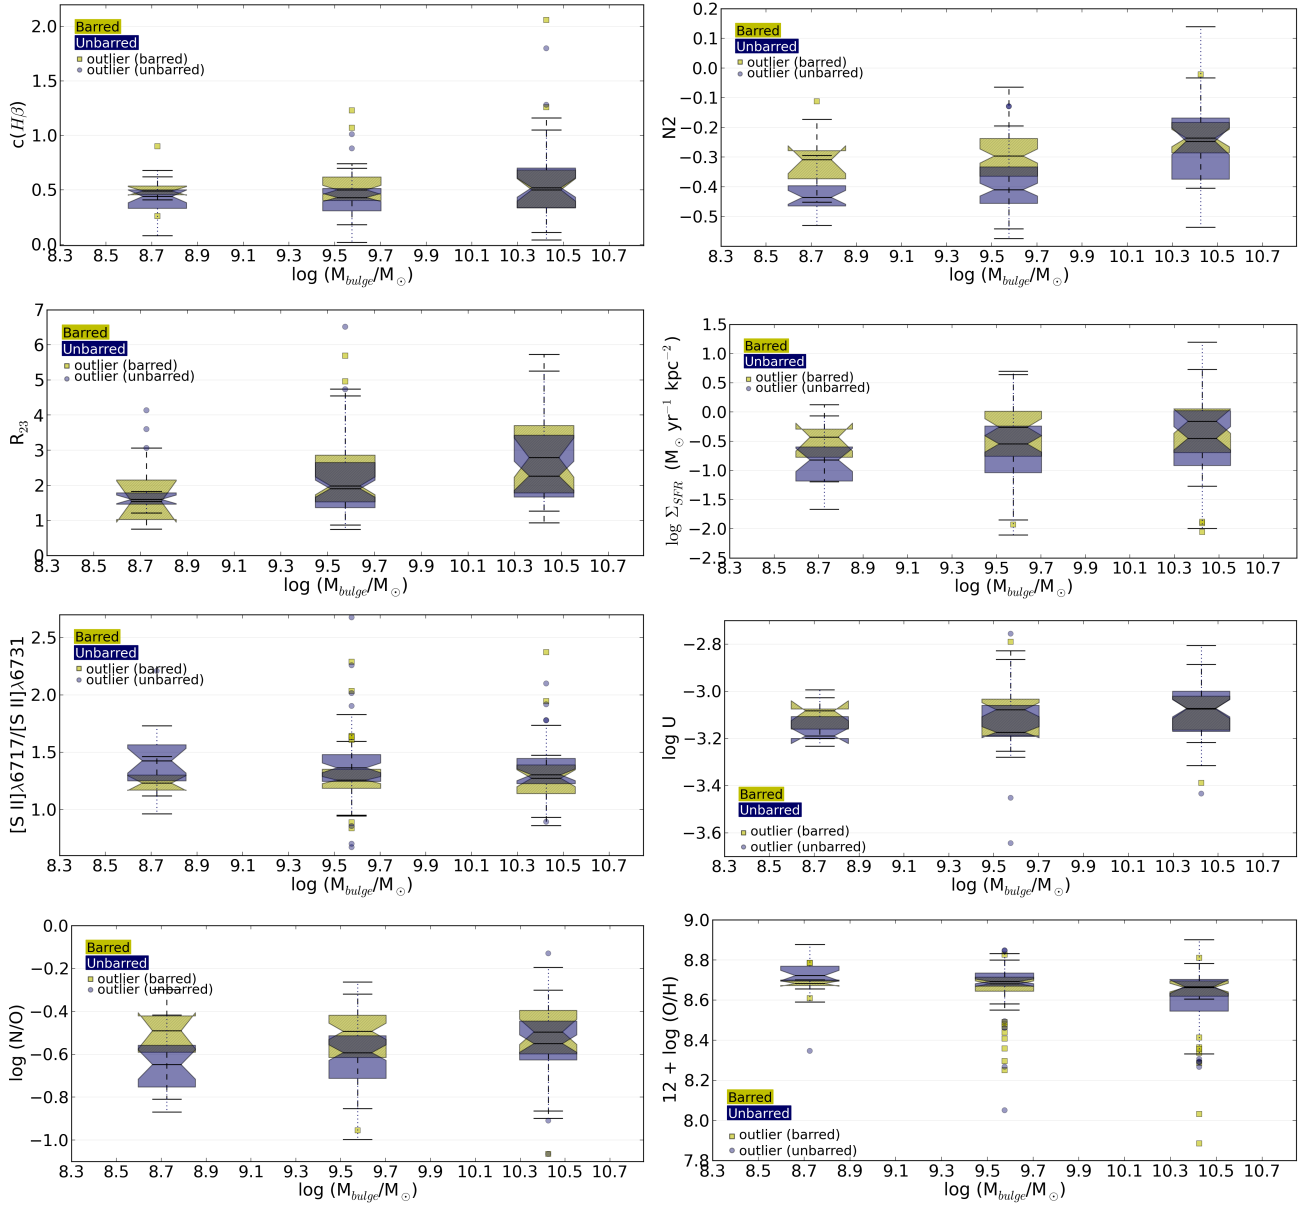 2.0
1.5
1.0
0.5
0.0
c(Hβ)
Barred
Unbarred
outlier (barred)
outlier (unbarred)
8.3 8.5 8.7 8.9 9.1 9.3 9.5 9.7 9.9 10.1 10.3 10.5 10.7
log (M_bulge/M_⊙)
0.2
0.1
0.0
−0.1
−0.2
−0.3
−0.4
−0.5
N2
Barred
Unbarred
outlier (barred)
outlier (unbarred)
8.3 8.5 8.7 8.9 9.1 9.3 9.5 9.7 9.9 10.1 10.3 10.5 10.7
log (M_bulge/M_⊙)
7
6
5
4
3
2
1
0
R_23
Barred
Unbarred
outlier (barred)
outlier (unbarred)
8.3 8.5 8.7 8.9 9.1 9.3 9.5 9.7 9.9 10.1 10.3 10.5 10.7
log (M_bulge/M_⊙)
1.5
1.0
0.5
0.0
−0.5
−1.0
−1.5
−2.0
−2.5
log Σ_SFR (M_⊙ yr^−1 kpc^−2)
Barred
Unbarred
outlier (barred)
outlier (unbarred)
8.3 8.5 8.7 8.9 9.1 9.3 9.5 9.7 9.9 10.1 10.3 10.5 10.7
log (M_bulge/M_⊙)
2.5
2.0
1.5
1.0
[S II]λ6717/[S II]λ6731
Barred
Unbarred
outlier (barred)
outlier (unbarred)
8.3 8.5 8.7 8.9 9.1 9.3 9.5 9.7 9.9 10.1 10.3 10.5 10.7
log (M_bulge/M_⊙)
−2.8
−3.0
−3.2
−3.4
−3.6
log U
Barred
Unbarred
outlier (barred)
outlier (unbarred)
8.3 8.5 8.7 8.9 9.1 9.3 9.5 9.7 9.9 10.1 10.3 10.5 10.7
log (M_bulge/M_⊙)
0.0
−0.2
−0.4
−0.6
−0.8
−1.0
log (N/O)
Barred
Unbarred
outlier (barred)
outlier (unbarred)
8.3 8.5 8.7 8.9 9.1 9.3 9.5 9.7 9.9 10.1 10.3 10.5 10.7
log (M_bulge/M_⊙)
9.0
8.8
8.6
8.4
8.2
8.0
7.8
12 + log (O/H)
Barred
Unbarred
outlier (barred)
outlier (unbarred)
8.3 8.5 8.7 8.9 9.1 9.3 9.5 9.7 9.9 10.1 10.3 10.5 10.7
log (M_bulge/M_⊙)